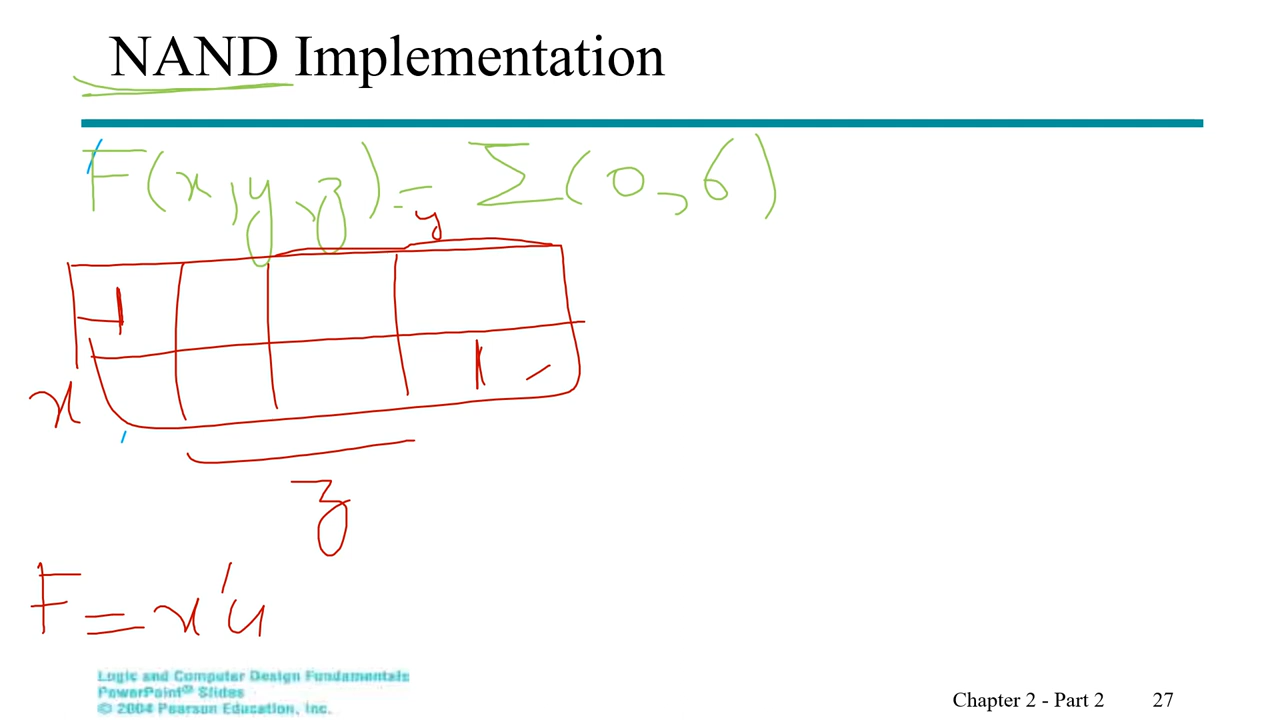 NAND Implementation
F(x,y,z) = Σ(0,6)
y
1
1
x
z
F = x'y
Logic and Computer Design Fundamentals
PowerPoint® Slides
© 2004 Pearson Education, Inc.
Chapter 2 - Part 2 27